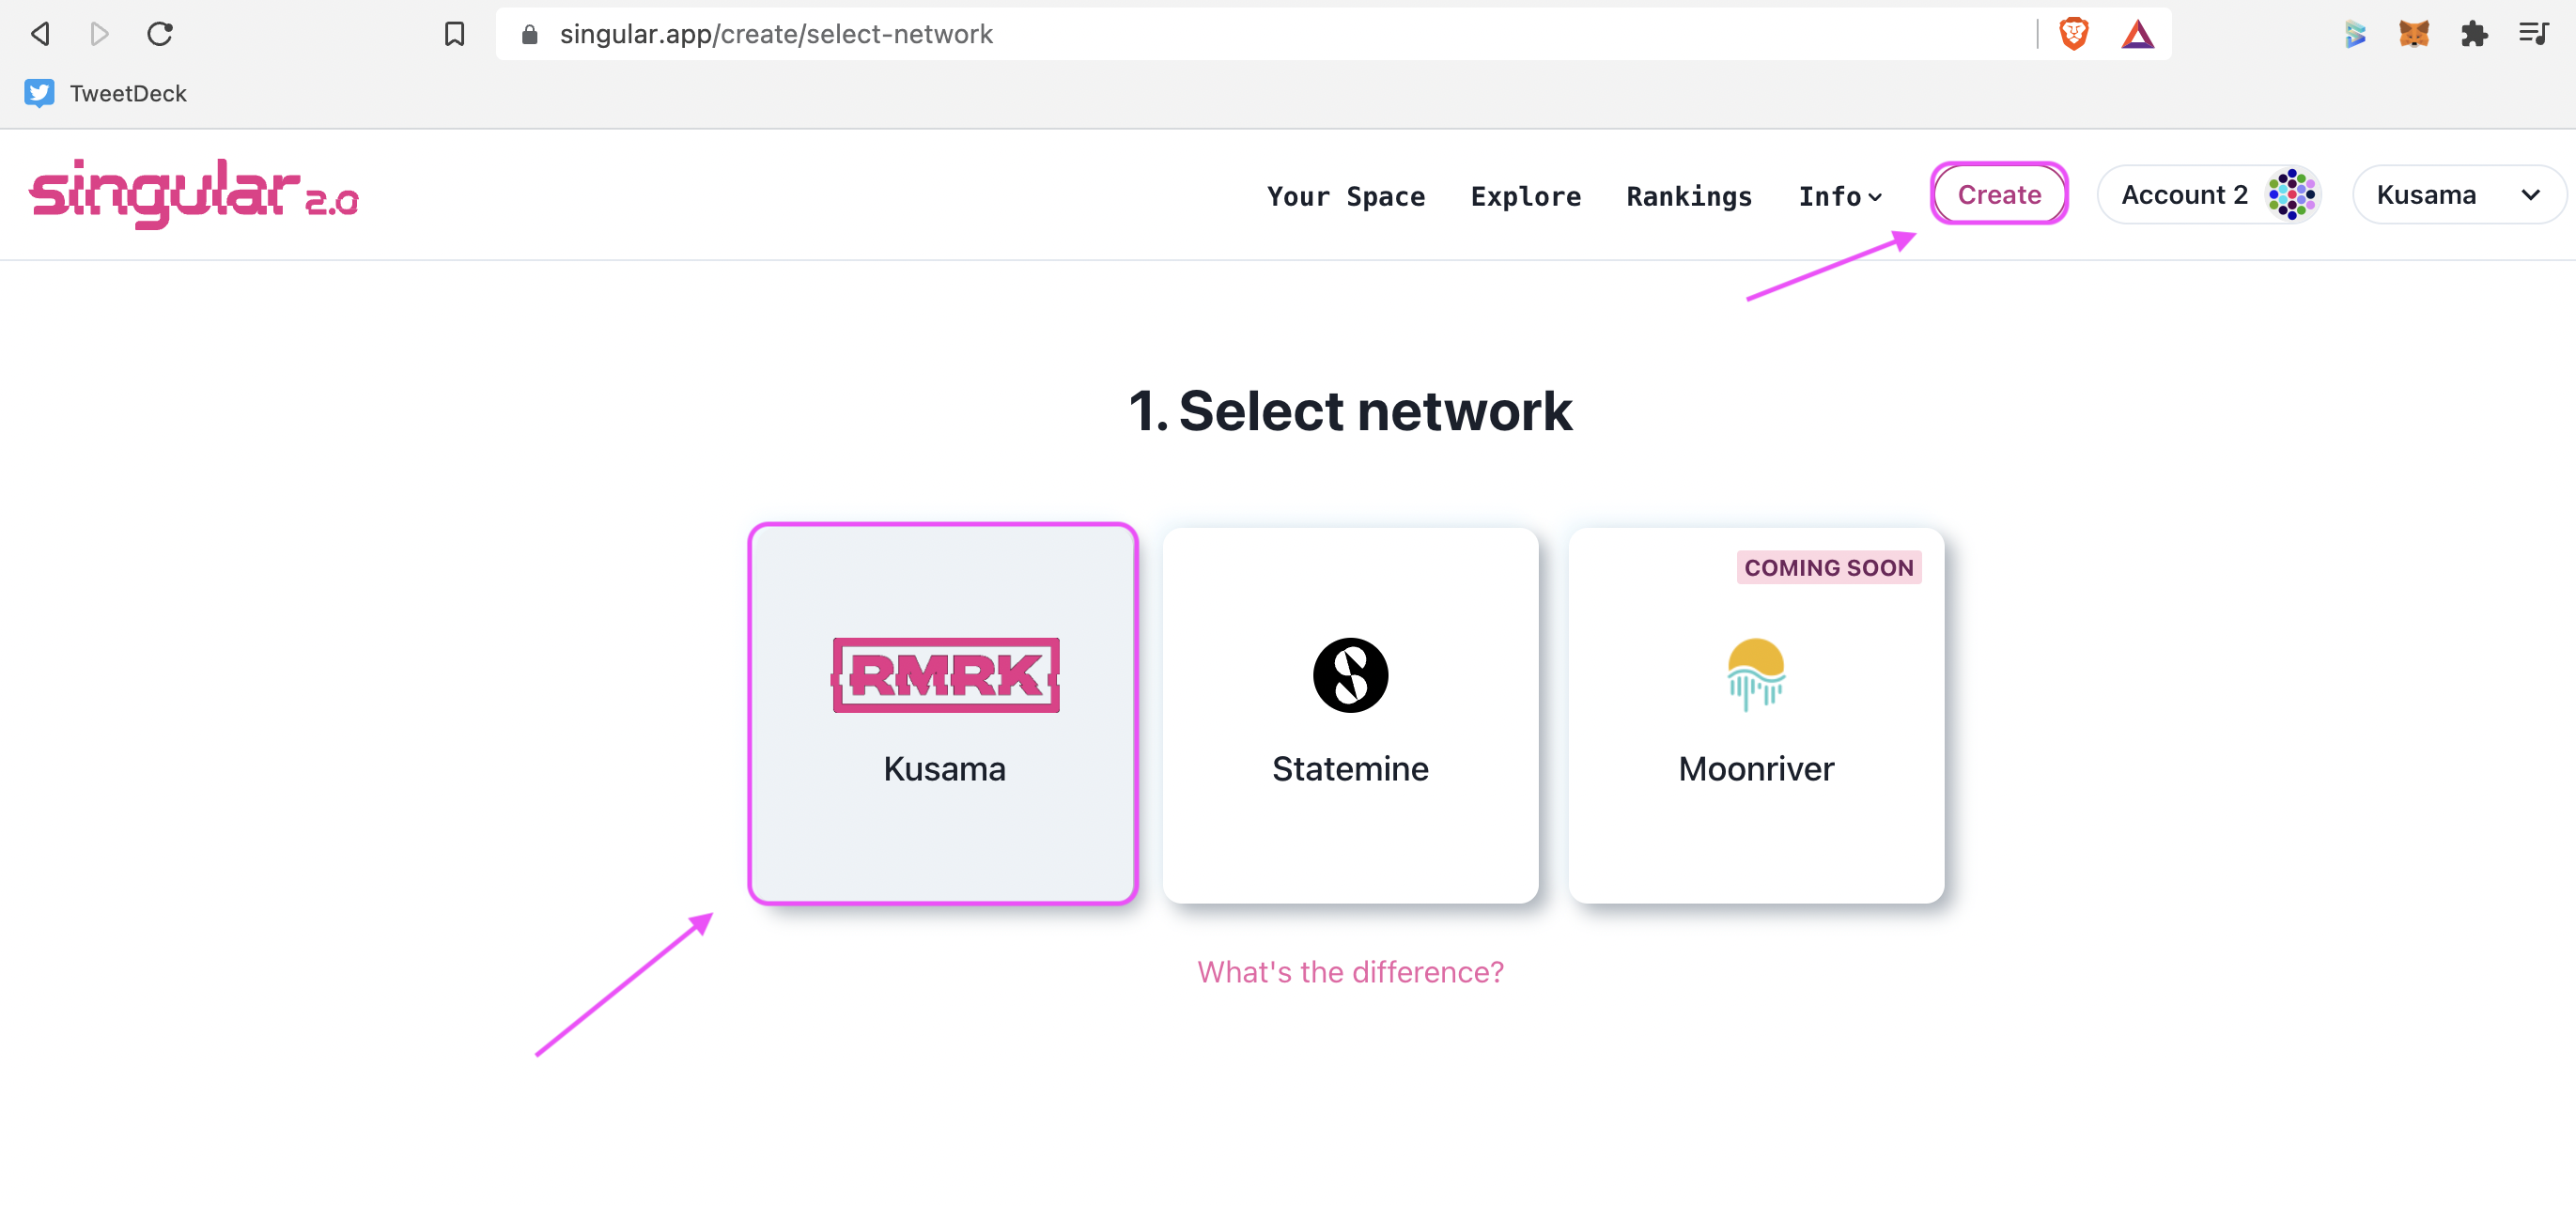 singular.app/create/select-network
TweetDeck
singular 2.0
Your Space
Explore
Rankings
Info
Create
Account 2
Kusama
1. Select network
COMING SOON
RMRK
Kusama
Statemine
Moonriver
What's the difference?